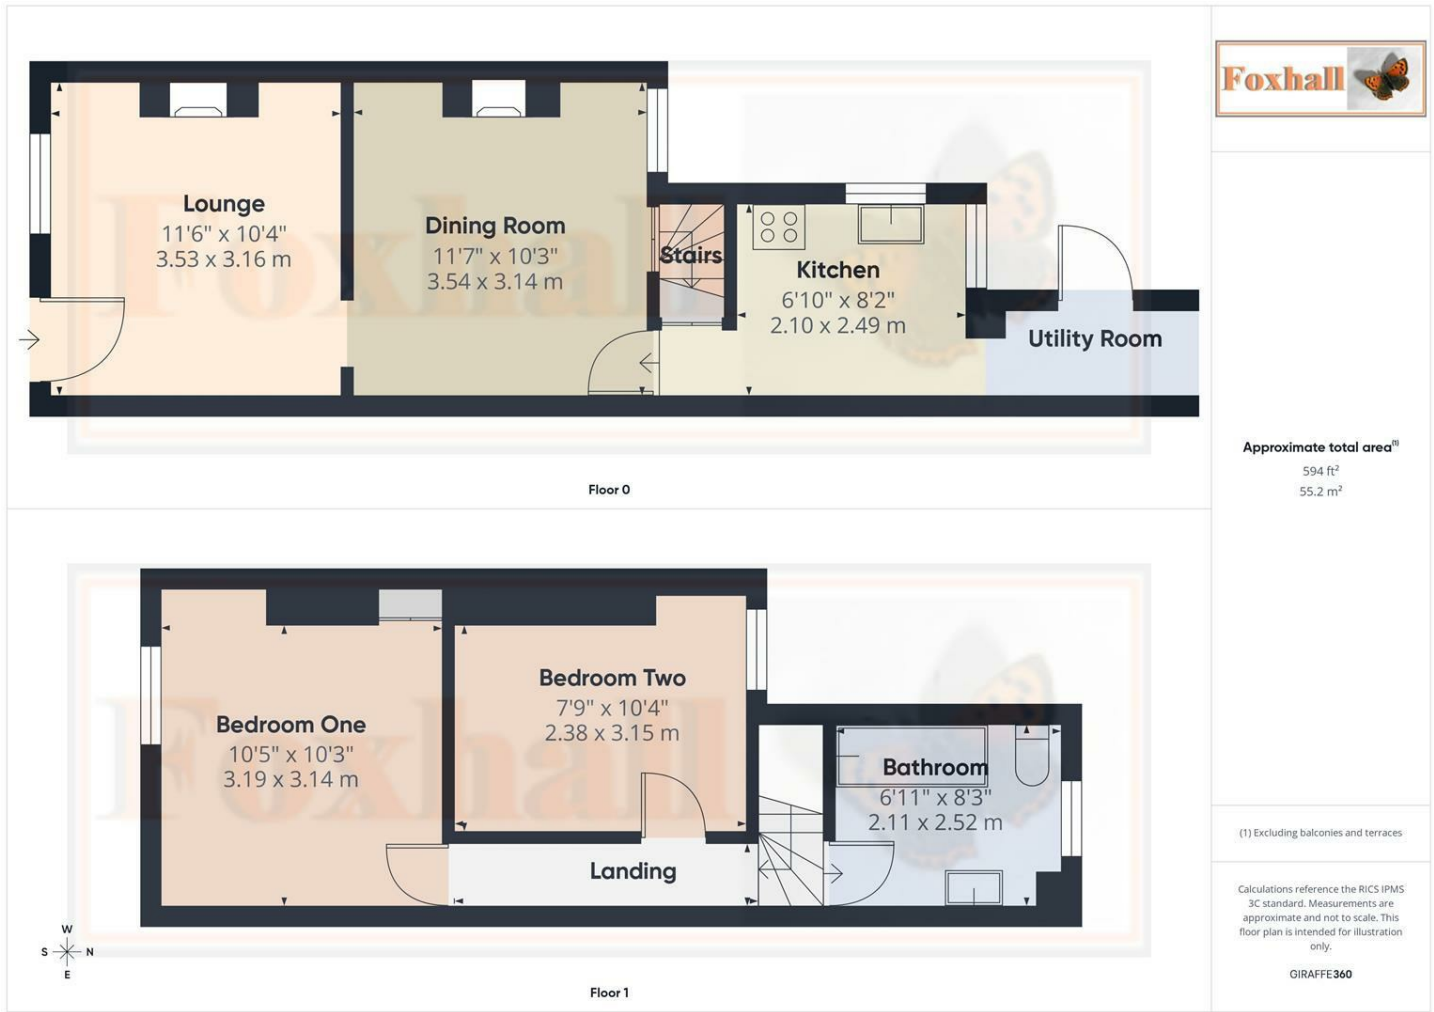 Foxhall
Lounge
11'6" x 10'4"
3.53 x 3.16 m
Dining Room
11'7" x 10'3"
3.54 x 3.14 m
Stairs
Kitchen
6'10" x 8'2"
2.10 x 2.49 m
Utility Room
Foxhall
Floor 0
Bedroom One
10'5" x 10'3"
3.19 x 3.14 m
Bedroom Two
7'9" x 10'4"
2.38 x 3.15 m
Landing
Bathroom
6'11" x 8'3"
2.11 x 2.52 m
Foxhall
W
S N
E
Floor 1
Approximate total area(1)
594 ft²
55.2 m²
(1) Excluding balconies and terraces
Calculations reference the RICS IPMS
3C standard. Measurements are
approximate and not to scale. This
floor plan is intended for illustration
only.
GIRAFFE360